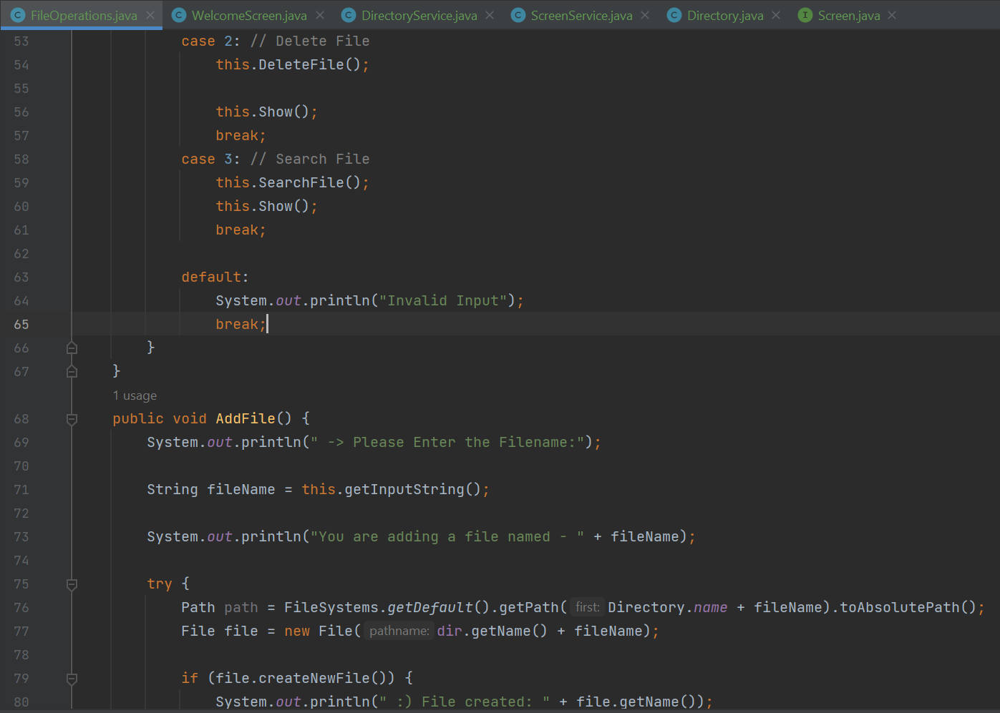 FileOperations.java WelcomeScreen.java DirectoryService.java ScreenService.java Directory.java Screen.java
53 case 2: // Delete File
54 this.DeleteFile();
55
56 this.Show();
57 break;
58 case 3: // Search File
59 this.SearchFile();
60 this.Show();
61 break;
62
63 default:
64 System.out.println("Invalid Input");
65 break;
66 }
67 }
1 usage
68 public void AddFile() {
69 System.out.println(" -> Please Enter the Filename:");
70
71 String fileName = this.getInputString();
72
73 System.out.println("You are adding a file named - " + fileName);
74
75 try {
76 Path path = FileSystems.getDefault().getPath( first: Directory.name + fileName).toAbsolutePath();
77 File file = new File( pathname: dir.getName() + fileName);
78
79 if (file.createNewFile()) {
80 System.out.println(" :) File created: " + file.getName());